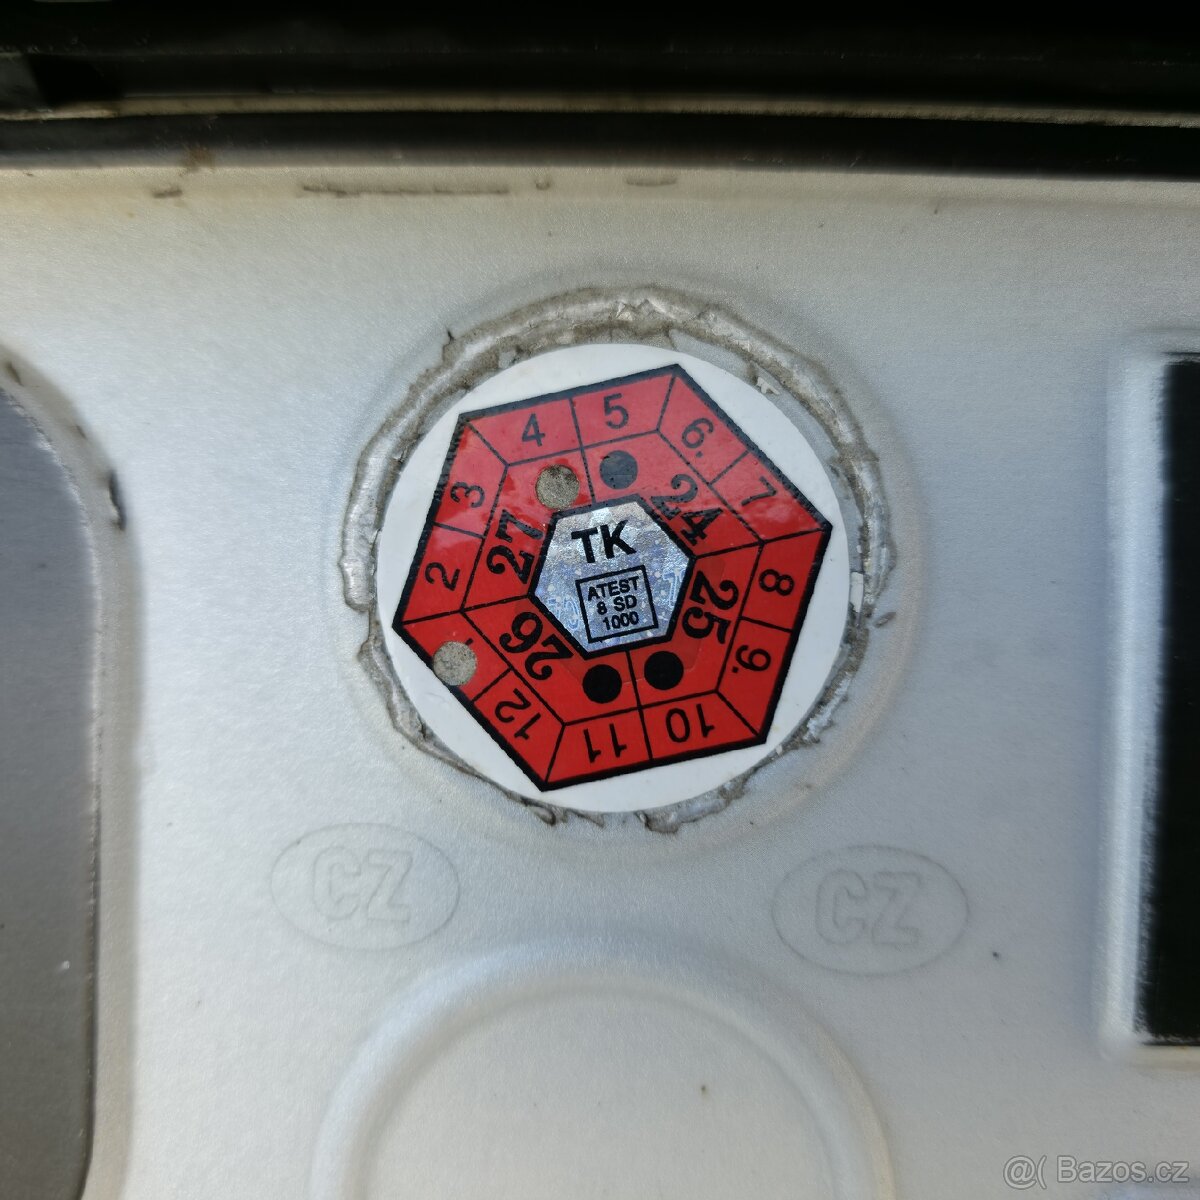 4 5 6. 7 8 9. 10 11 12 2 3
24 25 26 27
TK
ATEST
8 SD
1000
CZ CZ
@( Bazos.cz